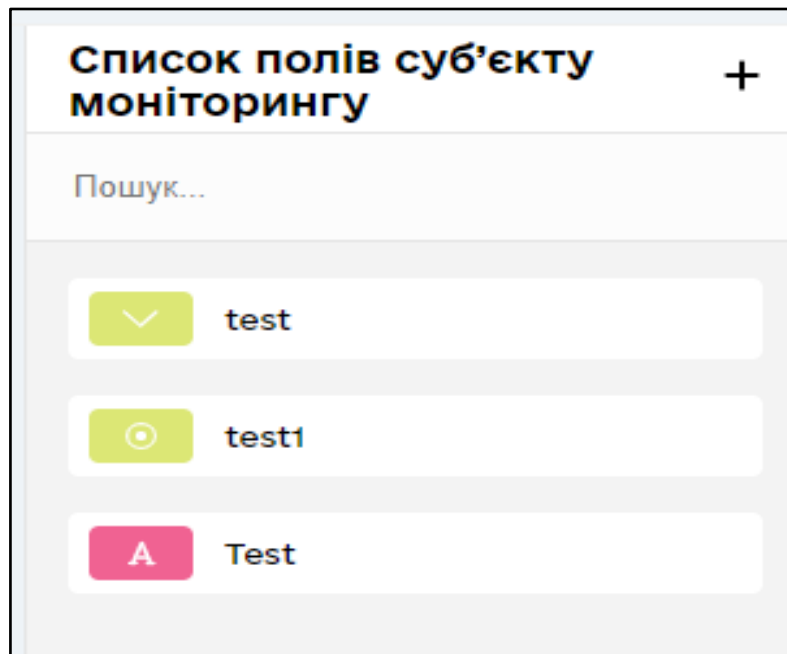 Список полів суб’єкту
моніторингу
+
Пошук...
test
test1
A Test